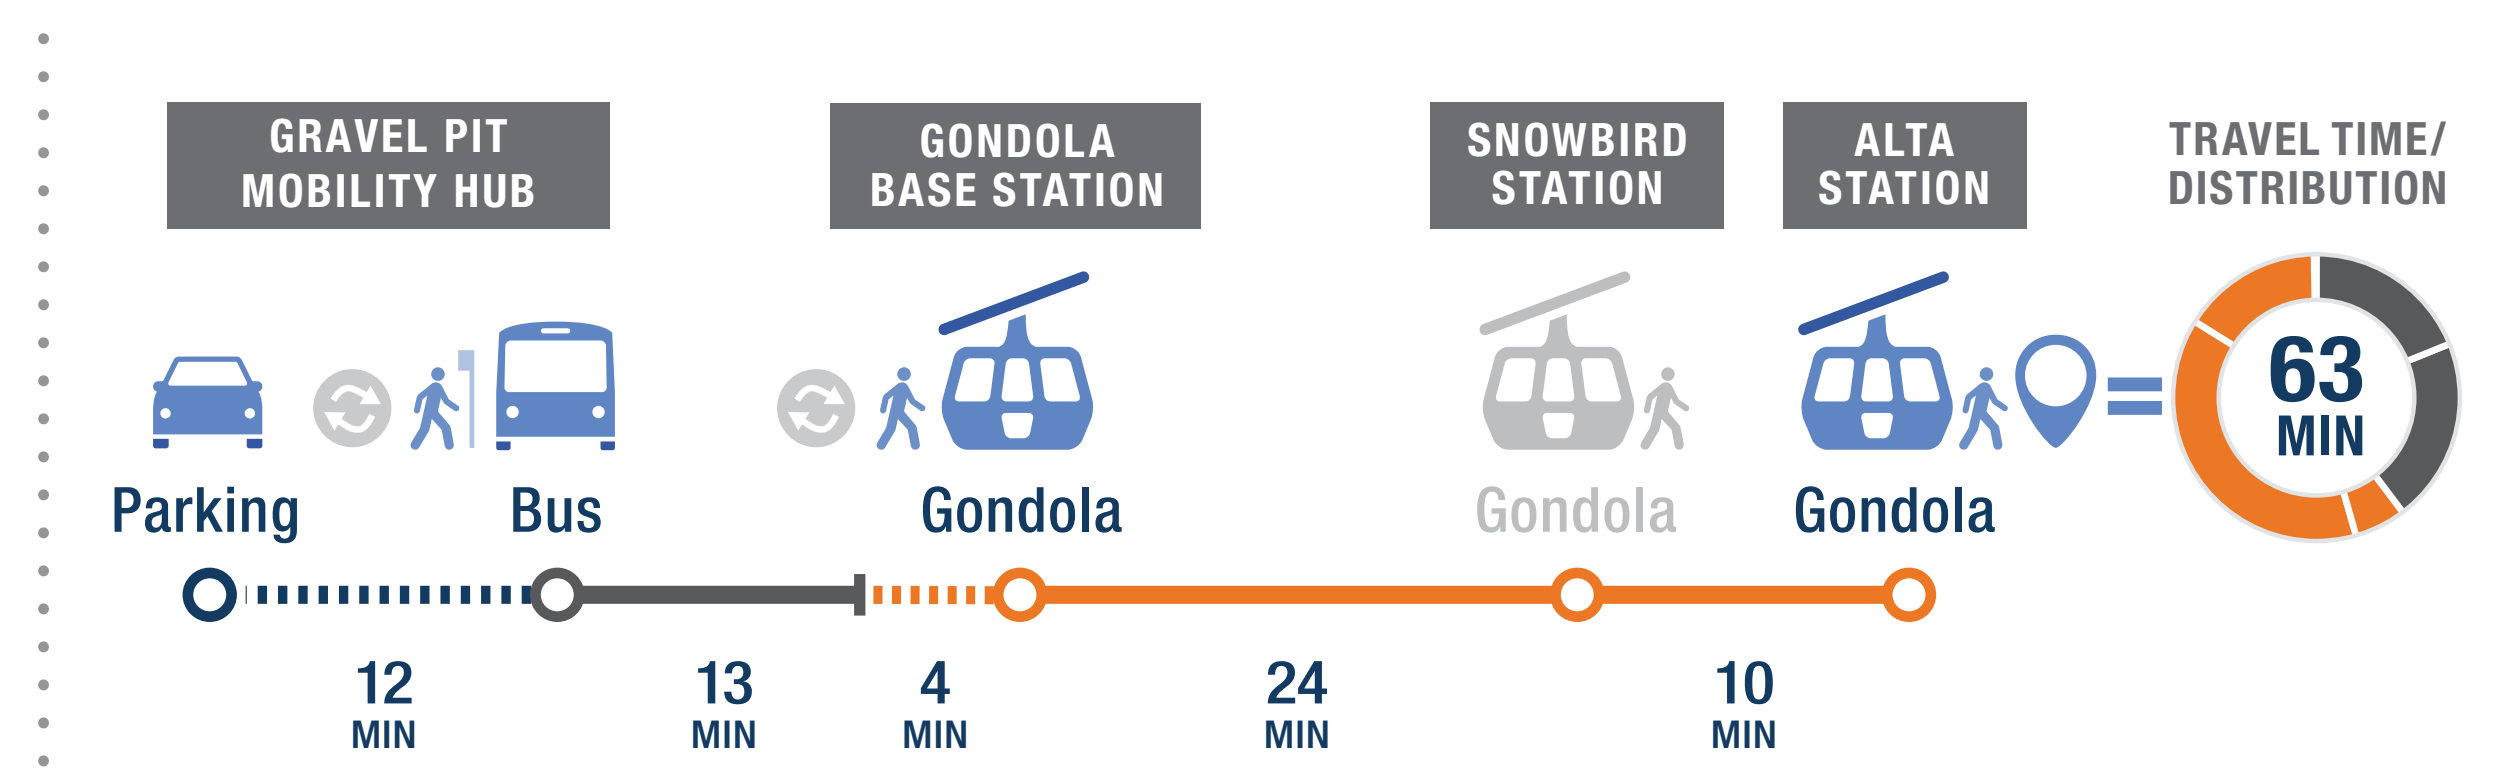 GRAVEL PIT
MOBILITY HUB
GONDOLA
BASE STATION
SNOWBIRD
STATION
ALTA
STATION
TRAVEL TIME/
DISTRIBUTION
63
MIN
Parking
Bus
Gondola
Gondola
Gondola
12
MIN
13
MIN
4
MIN
24
MIN
10
MIN